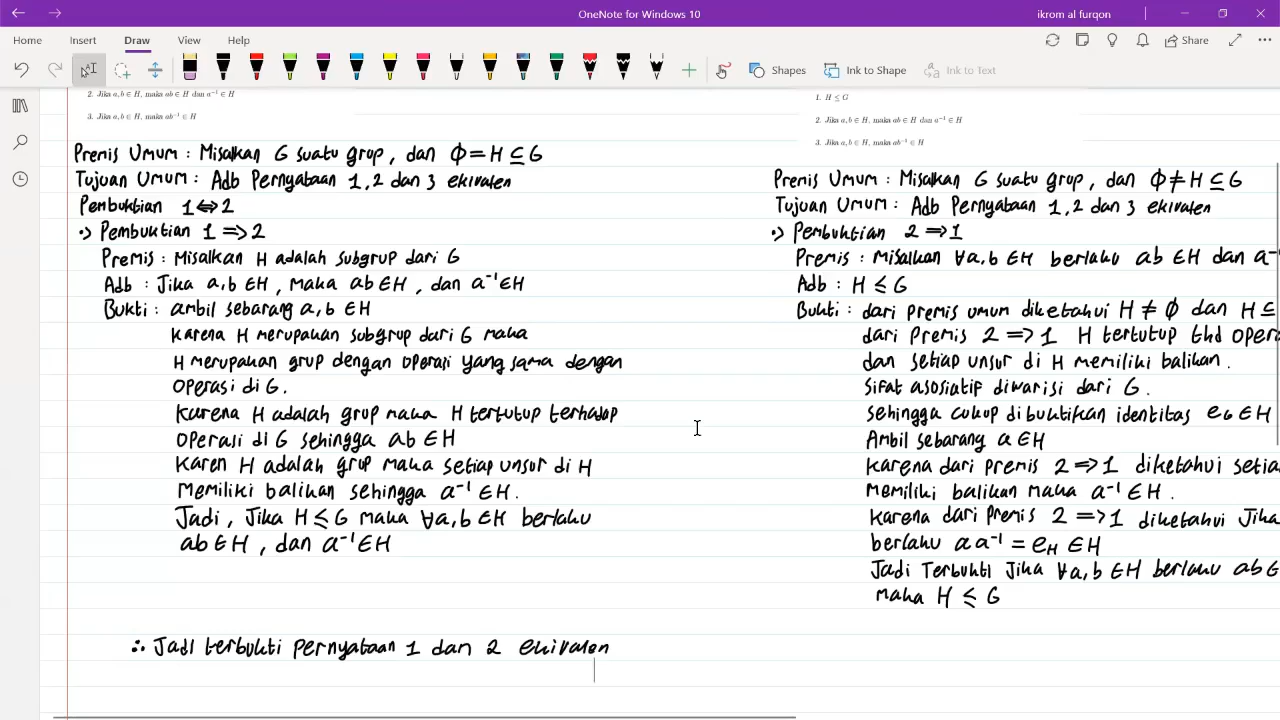 OneNote for Windows 10
ikrom al furqon
Home Insert Draw View Help
Share
Shapes
Ink to Shape
Ink to Text
2. Jika a, b ∈ H, maka ab ∈ H dan a⁻¹ ∈ H
3. Jika a, b ∈ H, maka ab⁻¹ ∈ H
Premis Umum : Misalkan G suatu grup, dan Φ = H ⊆ G
Tujuan Umum : Adb Pernyataan 1,2 dan 3 ekivalen
Pembuktian 1 ⇔ 2
•) Pembuktian 1 ⇒ 2
Premis : Misalkan H adalah subgrup dari G
Adb : Jika a,b ∈ H, maka ab ∈ H, dan a⁻¹ ∈ H
Bukti : ambil sebarang a,b ∈ H
Karena H merupakan subgrup dari G maka
H merupakan grup dengan operasi yang sama dengan
operasi di G.
Karena H adalah grup maka H tertutup terhadap
operasi di G sehingga ab ∈ H
Karen H adalah grup maka setiap unsur di H
Memiliki balikan sehingga a⁻¹ ∈ H.
Jadi, Jika H ≤ G maka ∀a,b ∈ H berlaku
ab ∈ H, dan a⁻¹ ∈ H
∴ Jadi terbukti pernyataan 1 dan 2 ekivalen
1. H ≤ G
2. Jika a, b ∈ H, maka ab ∈ H dan a⁻¹ ∈ H
3. Jika a, b ∈ H, maka ab⁻¹ ∈ H
Premis Umum : Misalkan G suatu grup, dan Φ ≠ H ⊆ G
Tujuan Umum : Adb Pernyataan 1,2 dan 3 ekivalen
•) Pembuktian 2 ⇒ 1
Premis : Misalkan ∀a,b ∈ H berlaku ab ∈ H dan a⁻
Adb : H ≤ G
Bukti : dari premis umum diketahui H ≠ Φ dan H ⊆
dari premis 2 ⇒ 1 H tertutup thd opera
dan setiap unsur di H memiliki balikan.
Sifat asosiatif diwarisi dari G.
sehingga cukup dibuktikan identitas e_G ∈ H
Ambil sebarang a ∈ H
Karena dari premis 2 ⇒ 1 diketahui setia
memiliki balikan maka a⁻¹ ∈ H.
Karena dari premis 2 ⇒ 1 diketahui Jika
berlaku aa⁻¹ = e_H ∈ H
Jadi Terbukti Jika ∀a,b ∈ H berlaku ab ∈
maka H ≤ G